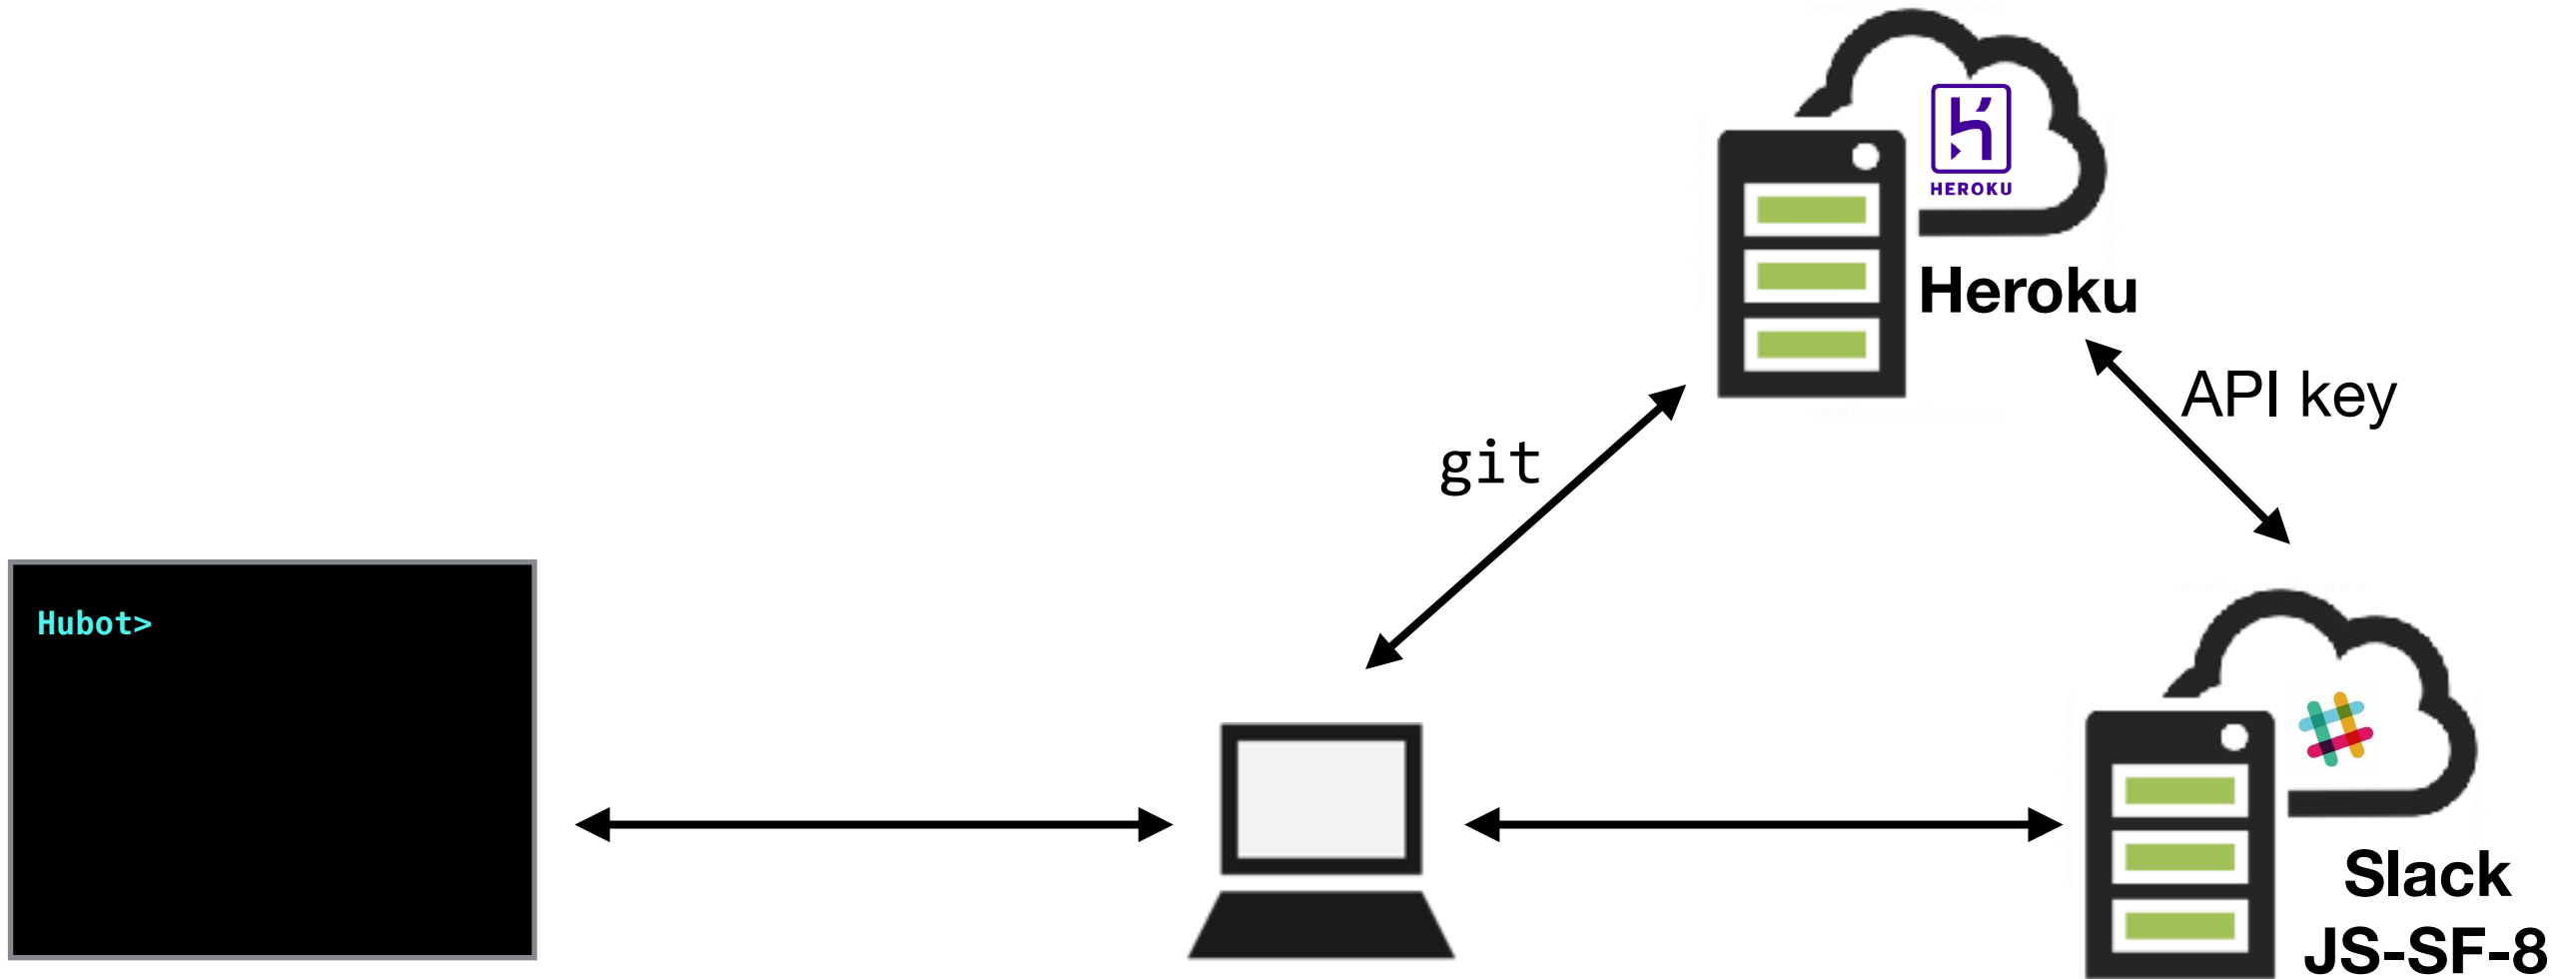 HEROKU
Heroku
API key
git
Hubot>
Slack
JS-SF-8